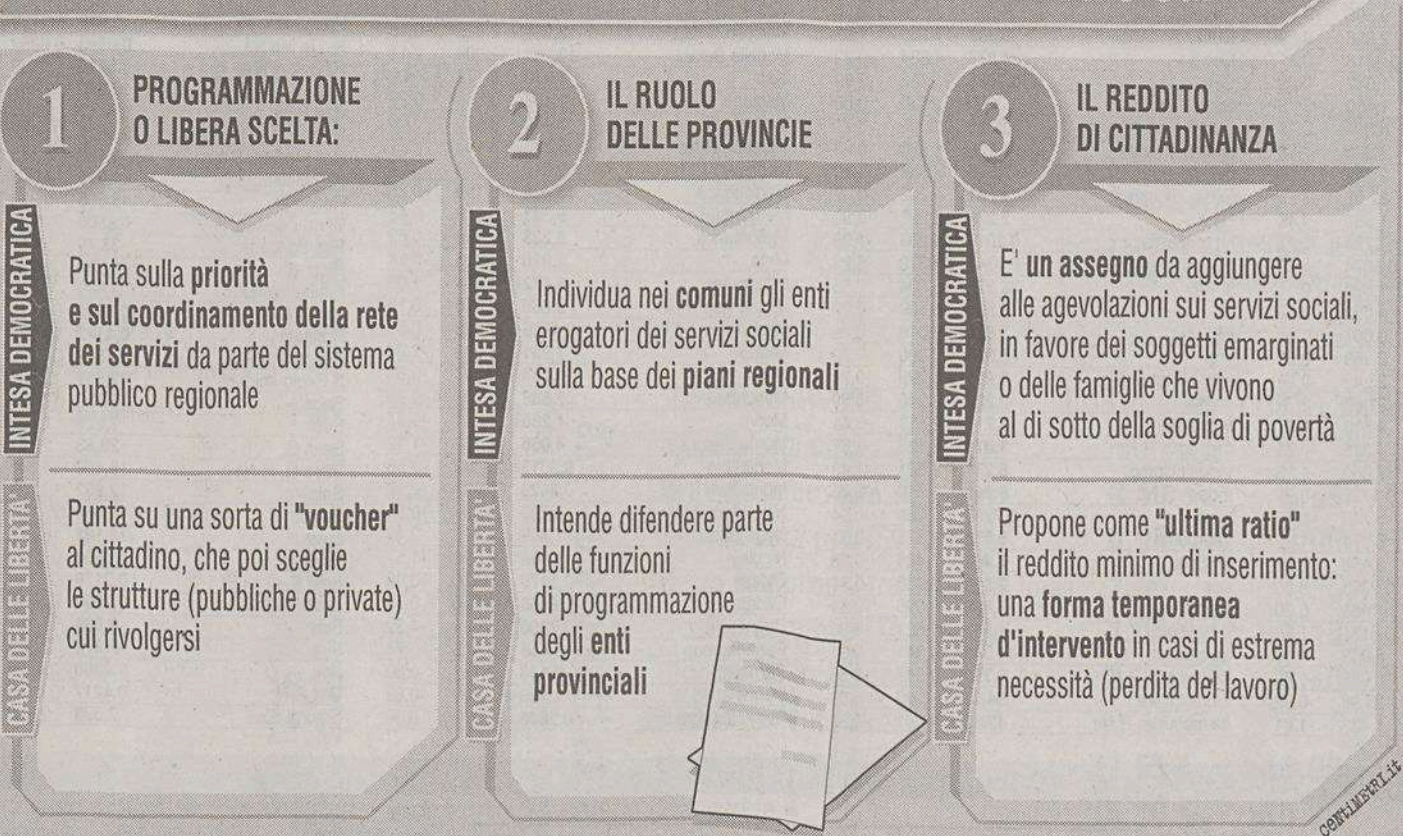 1
PROGRAMMAZIONE
O LIBERA SCELTA:
INTESA DEMOCRATICA
Punta sulla priorità
e sul coordinamento della rete
dei servizi da parte del sistema
pubblico regionale
CASA DELLE LIBERTA'
Punta su una sorta di "voucher"
al cittadino, che poi sceglie
le strutture (pubbliche o private)
cui rivolgersi
2
IL RUOLO
DELLE PROVINCIE
INTESA DEMOCRATICA
Individua nei comuni gli enti
erogatori dei servizi sociali
sulla base dei piani regionali
CASA DELLE LIBERTA'
Intende difendere parte
delle funzioni
di programmazione
degli enti
provinciali
3
IL REDDITO
DI CITTADINANZA
INTESA DEMOCRATICA
E' un assegno da aggiungere
alle agevolazioni sui servizi sociali,
in favore dei soggetti emarginati
o delle famiglie che vivono
al di sotto della soglia di povertà
CASA DELLE LIBERTA'
Propone come "ultima ratio"
il reddito minimo di inserimento:
una forma temporanea
d'intervento in casi di estrema
necessità (perdita del lavoro)
CENTIMETRI.it